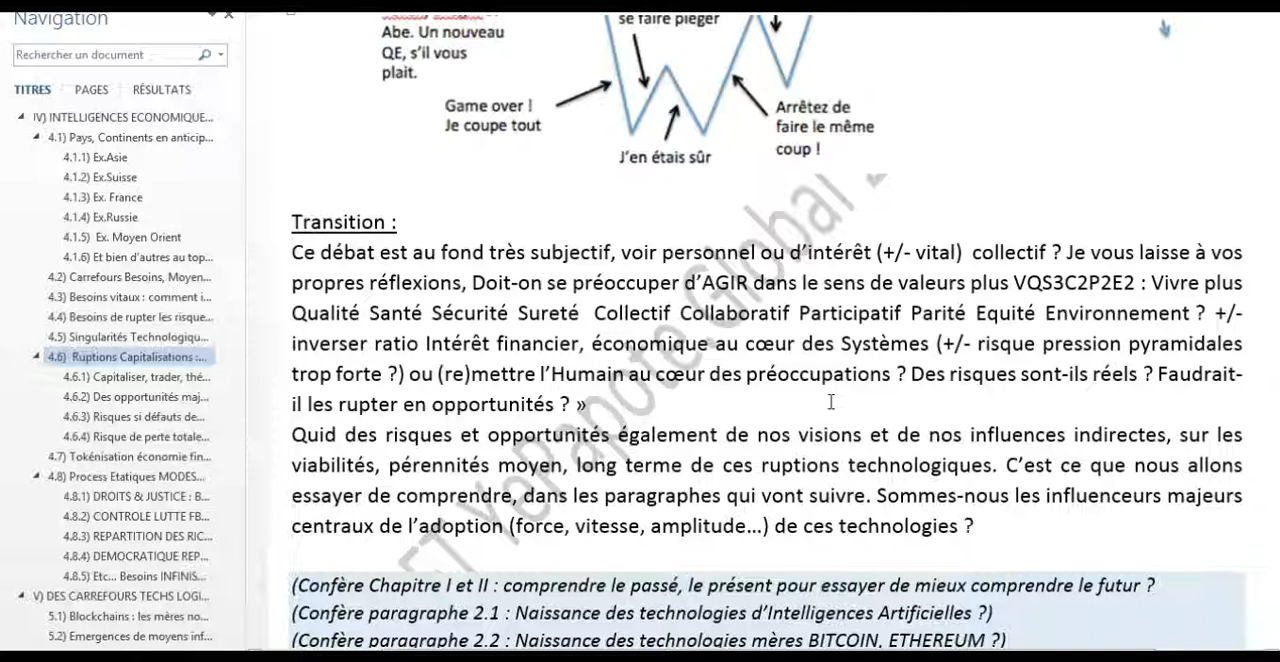 Navigation
Rechercher un document
TITRES PAGES RÉSULTATS
IV) INTELLIGENCES ECONOMIQUE...
4.1) Pays, Continents en anticip...
4.1.1) Ex.Asie
4.1.2) Ex.Suisse
4.1.3) Ex. France
4.1.4) Ex.Russie
4.1.5) Ex. Moyen Orient
4.1.6) Et bien d'autres au top...
4.2) Carrefours Besoins, Moyen...
4.3) Besoins vitaux : comment i...
4.4) Besoins de rupter les risque...
4.5) Singularités Technologiqu...
4.6) Ruptions Capitalisations :...
4.6.1) Capitaliser, trader, thé...
4.6.2) Des opportunités maj...
4.6.3) Risques si défauts de...
4.6.4) Risque de perte totale...
4.7) Tokénisation économie fin...
4.8) Process Etatiques MODES...
4.8.1) DROITS & JUSTICE : B...
4.8.2) CONTROLE LUTTE FB...
4.8.3) REPARTITION DES RIC...
4.8.4) DEMOCRATIQUE REP...
4.8.5) Etc... Besoins INFINIS...
V) DES CARREFOURS TECHS LOGI...
5.1) Blockchains : les mères no...
5.2) Emergences de moyens inf...
se faire piéger
Abe. Un nouveau
QE, s'il vous
plait.
Game over !
Je coupe tout
J'en étais sûr
Arrêtez de
faire le même
coup !
Transition :
Ce débat est au fond très subjectif, voir personnel ou d'intérêt (+/- vital) collectif ? Je vous laisse à vos
propres réflexions, Doit-on se préoccuper d'AGIR dans le sens de valeurs plus VQS3C2P2E2 : Vivre plus
Qualité Santé Sécurité Sureté Collectif Collaboratif Participatif Parité Equité Environnement ? +/-
inverser ratio Intérêt financier, économique au cœur des Systèmes (+/- risque pression pyramidales
trop forte ?) ou (re)mettre l'Humain au cœur des préoccupations ? Des risques sont-ils réels ? Faudrait-
il les rupter en opportunités ? »
Quid des risques et opportunités également de nos visions et de nos influences indirectes, sur les
viabilités, pérennités moyen, long terme de ces ruptions technologiques. C'est ce que nous allons
essayer de comprendre, dans les paragraphes qui vont suivre. Sommes-nous les influenceurs majeurs
centraux de l'adoption (force, vitesse, amplitude...) de ces technologies ?
(Confère Chapitre I et II : comprendre le passé, le présent pour essayer de mieux comprendre le futur ?
(Confère paragraphe 2.1 : Naissance des technologies d'Intelligences Artificielles ?)
(Confère paragraphe 2.2 : Naissance des technologies mères BITCOIN, ETHEREUM ?)
ET YaPapote Global